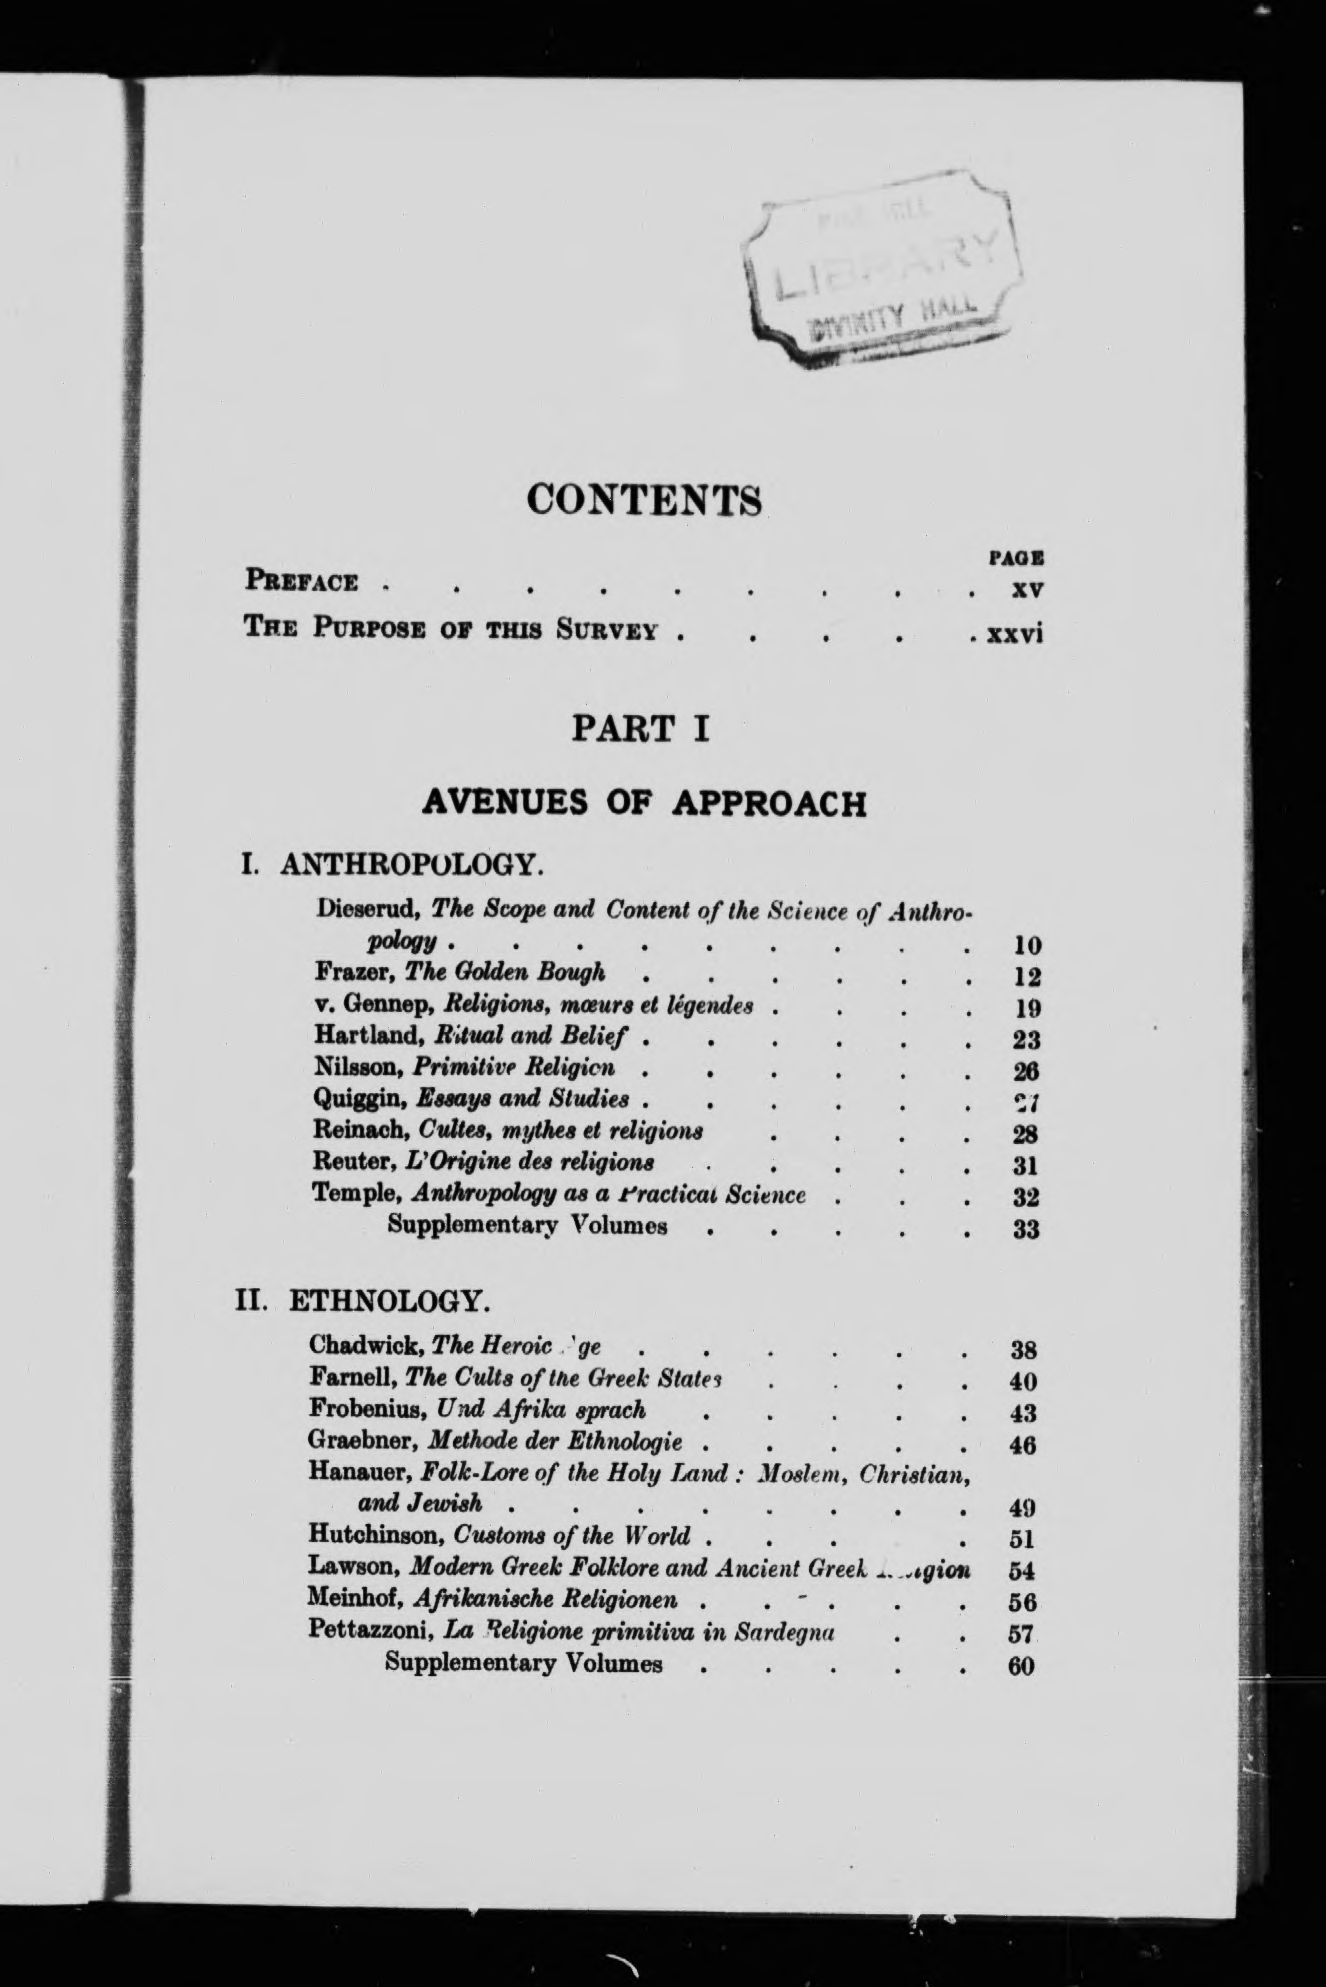 LIBRARY
DIVINITY HALL
CONTENTS
PAGE
PREFACE . . . . . . . . . xv
THE PURPOSE OF THIS SURVEY . . . . . xxvi
PART I
AVENUES OF APPROACH
I. ANTHROPOLOGY.
Dieserud, The Scope and Content of the Science of Anthro-
pology . . . . . . . . . 10
Frazer, The Golden Bough . . . . . . 12
v. Gennep, Religions, mœurs et légendes . . . . 19
Hartland, Ritual and Belief . . . . . . 23
Nilsson, Primitive Religion . . . . . . 26
Quiggin, Essays and Studies . . . . . . 27
Reinach, Cultes, mythes et religions . . . . 28
Reuter, L'Origine des religions . . . . . 31
Temple, Anthropology as a Practical Science . . . 32
Supplementary Volumes . . . . . 33
II. ETHNOLOGY.
Chadwick, The Heroic Age . . . . . . 38
Farnell, The Cults of the Greek States . . . . 40
Frobenius, Und Afrika sprach . . . . . 43
Graebner, Methode der Ethnologie . . . . . 46
Hanauer, Folk-Lore of the Holy Land : Moslem, Christian,
and Jewish . . . . . . . . 49
Hutchinson, Customs of the World . . . . 51
Lawson, Modern Greek Folklore and Ancient Greek Religion 54
Meinhof, Afrikanische Religionen . . . . . 56
Pettazzoni, La Religione primitiva in Sardegna . . 57
Supplementary Volumes . . . . . 60